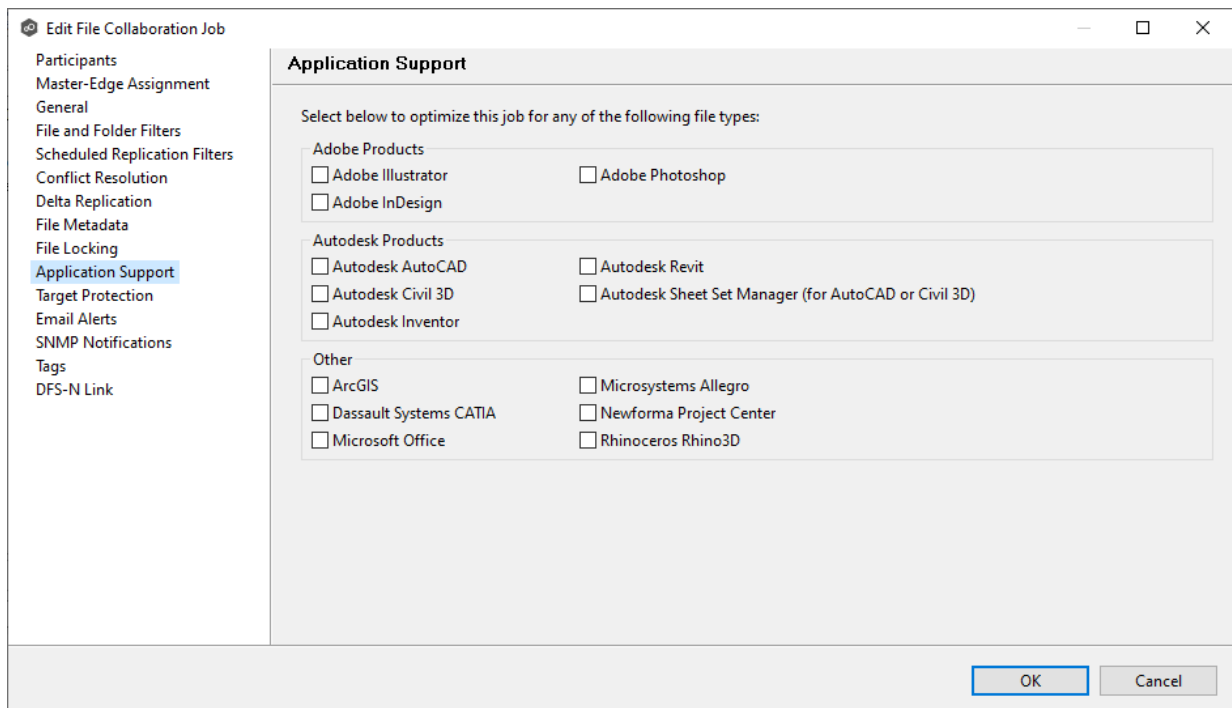 Edit File Collaboration Job
Participants
Master-Edge Assignment
General
File and Folder Filters
Scheduled Replication Filters
Conflict Resolution
Delta Replication
File Metadata
File Locking
Application Support
Target Protection
Email Alerts
SNMP Notifications
Tags
DFS-N Link
Application Support
Select below to optimize this job for any of the following file types:
Adobe Products
Adobe Illustrator
Adobe Photoshop
Adobe InDesign
Autodesk Products
Autodesk AutoCAD
Autodesk Revit
Autodesk Civil 3D
Autodesk Sheet Set Manager (for AutoCAD or Civil 3D)
Autodesk Inventor
Other
ArcGIS
Microsystems Allegro
Dassault Systems CATIA
Newforma Project Center
Microsoft Office
Rhinoceros Rhino3D
OK
Cancel